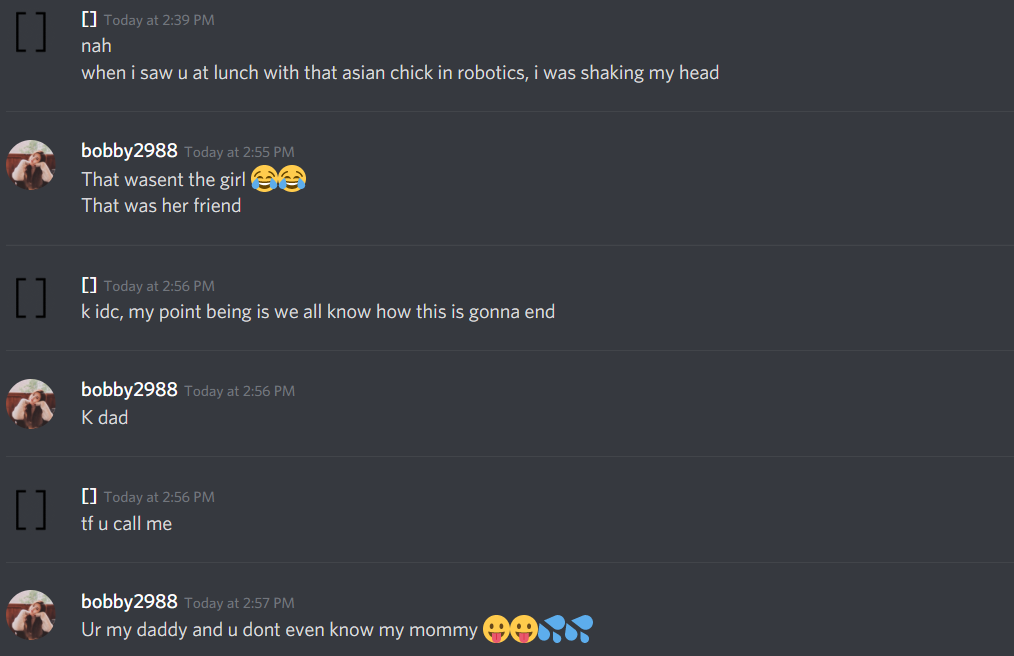 [] Today at 2:39 PM
nah
when i saw u at lunch with that asian chick in robotics, i was shaking my head
bobby2988 Today at 2:55 PM
That wasent the girl 😂😂
That was her friend
[] Today at 2:56 PM
k idc, my point being is we all know how this is gonna end
bobby2988 Today at 2:56 PM
K dad
[] Today at 2:56 PM
tf u call me
bobby2988 Today at 2:57 PM
Ur my daddy and u dont even know my mommy 😛😛💦💦